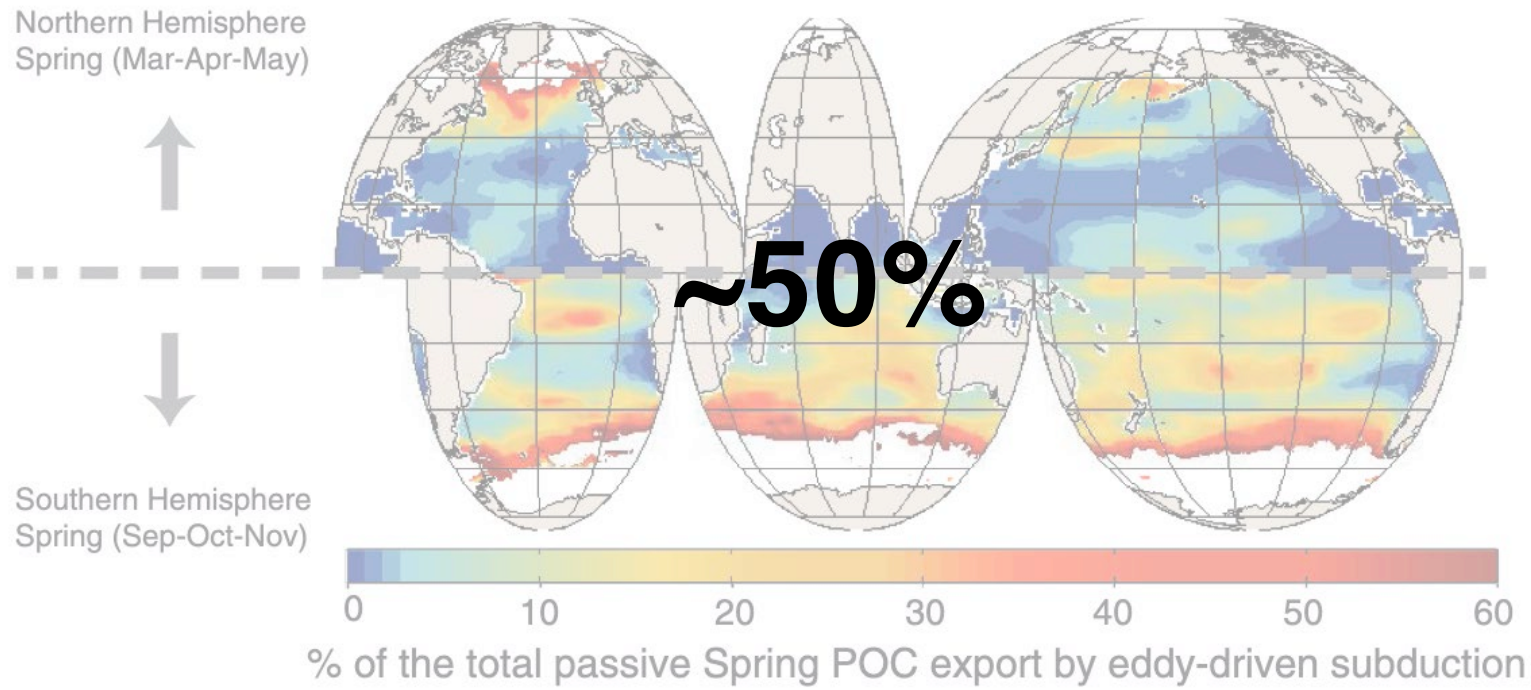 Northern Hemisphere
Spring (Mar-Apr-May)
~50%
Southern Hemisphere
Spring (Sep-Oct-Nov)
0 10 20 30 40 50 60
% of the total passive Spring POC export by eddy-driven subduction